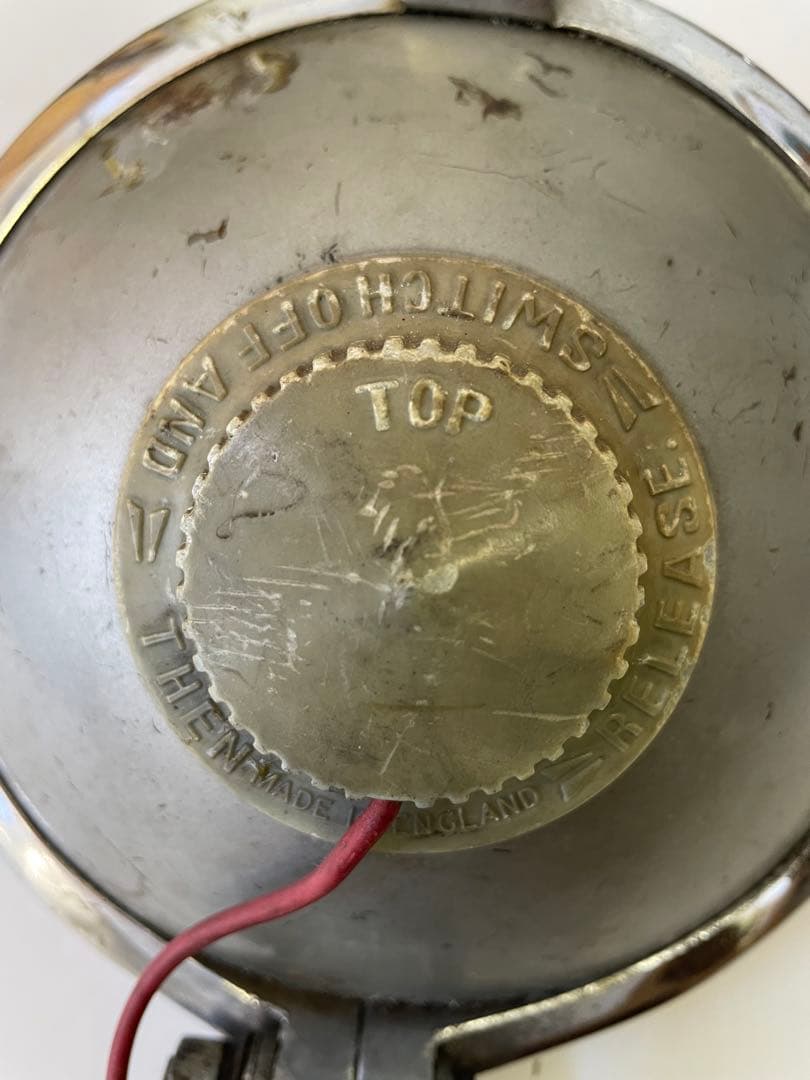 TOP
RELEASE:
SWITCH OFF AND
THEN
MADE IN ENGLAND